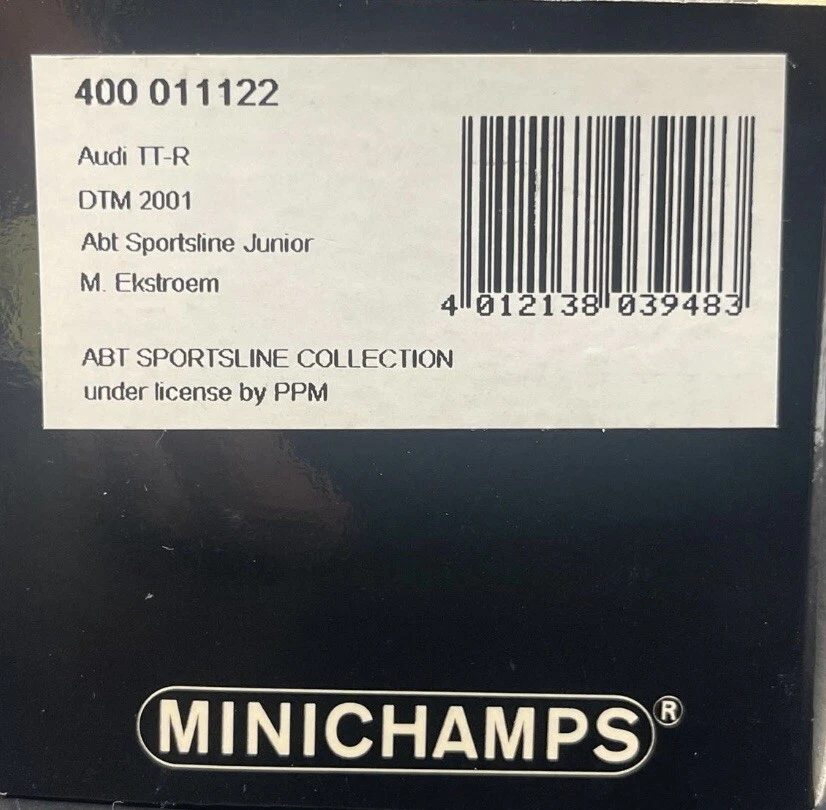 400 011122
Audi TT-R
DTM 2001
Abt Sportsline Junior
M. Ekstroem
4 012138 039483
ABT SPORTSLINE COLLECTION
under license by PPM
MINICHAMPS®